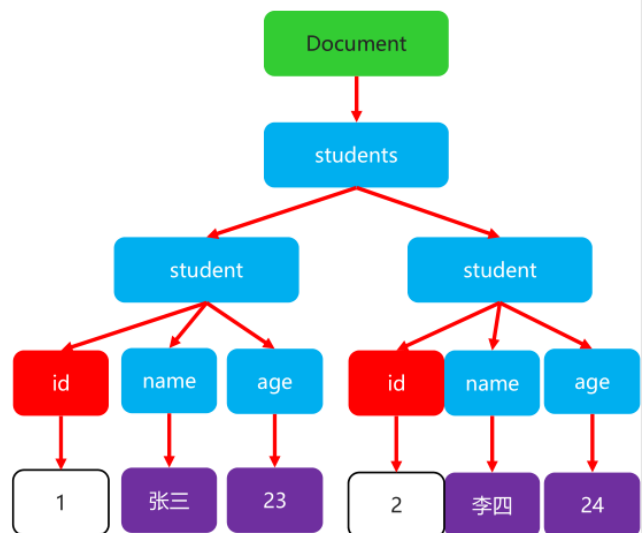 Document
students
student
student
id
name
age
id
name
age
1
张三
23
2
李四
24